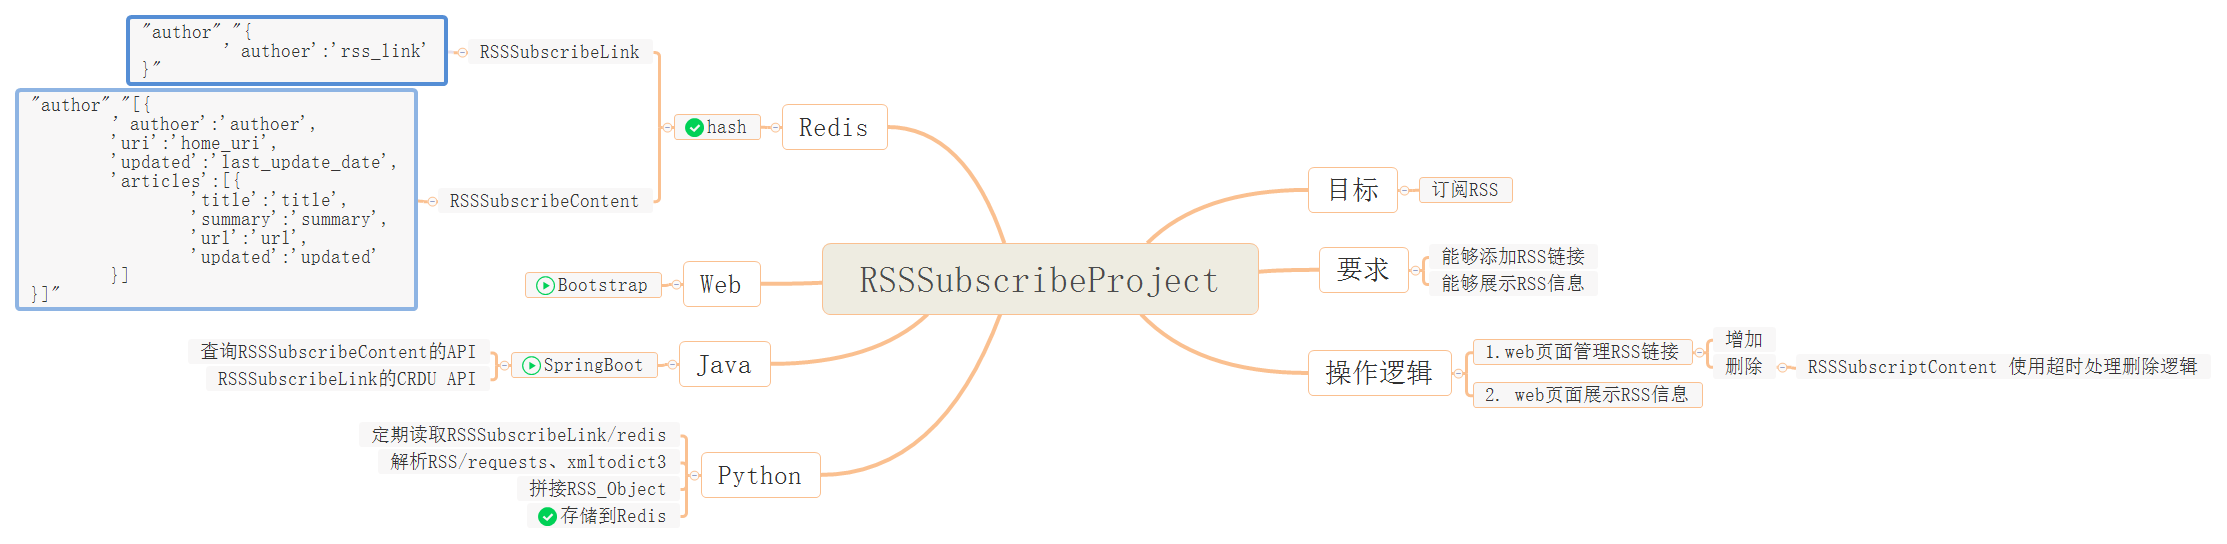 RSSSubscribeProject
Redis
hash
RSSSubscribeLink
"author" "{
' authoer':'rss_link'
}"
RSSSubscribeContent
"author" "[{
' authoer':'authoer',
'uri':'home_uri',
'updated':'last_update_date',
'articles':[{
'title':'title',
'summary':'summary',
'url':'url',
'updated':'updated'
}]
}]"
Web
Bootstrap
Java
SpringBoot
查询RSSSubscribeContent的API
RSSSubscribeLink的CRDU API
Python
定期读取RSSSubscribeLink/redis
解析RSS/requests、xmltodict3
拼接RSS_Object
存储到Redis
目标
订阅RSS
要求
能够添加RSS链接
能够展示RSS信息
操作逻辑
1.web页面管理RSS链接
增加
删除
RSSSubscriptContent 使用超时处理删除逻辑
2. web页面展示RSS信息